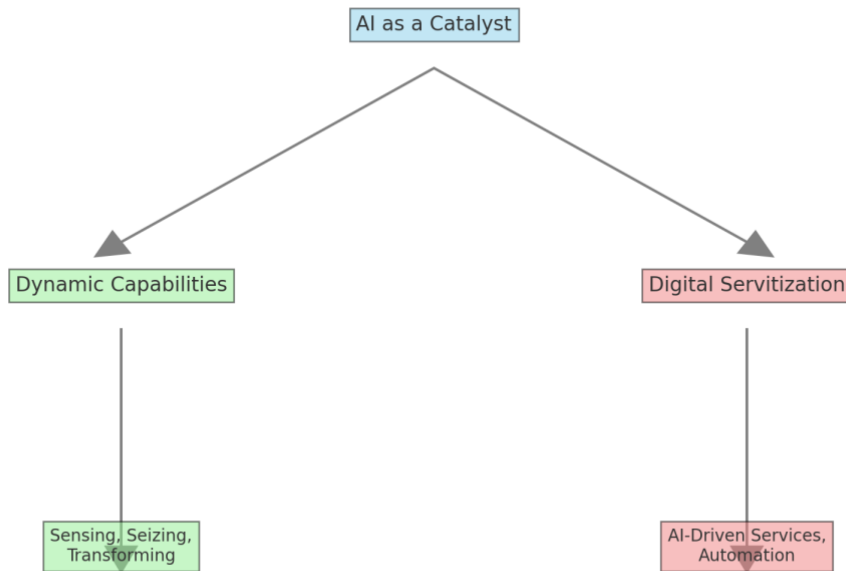 AI as a Catalyst
Dynamic Capabilities
Digital Servitization
Sensing, Seizing,
Transforming
AI-Driven Services,
Automation